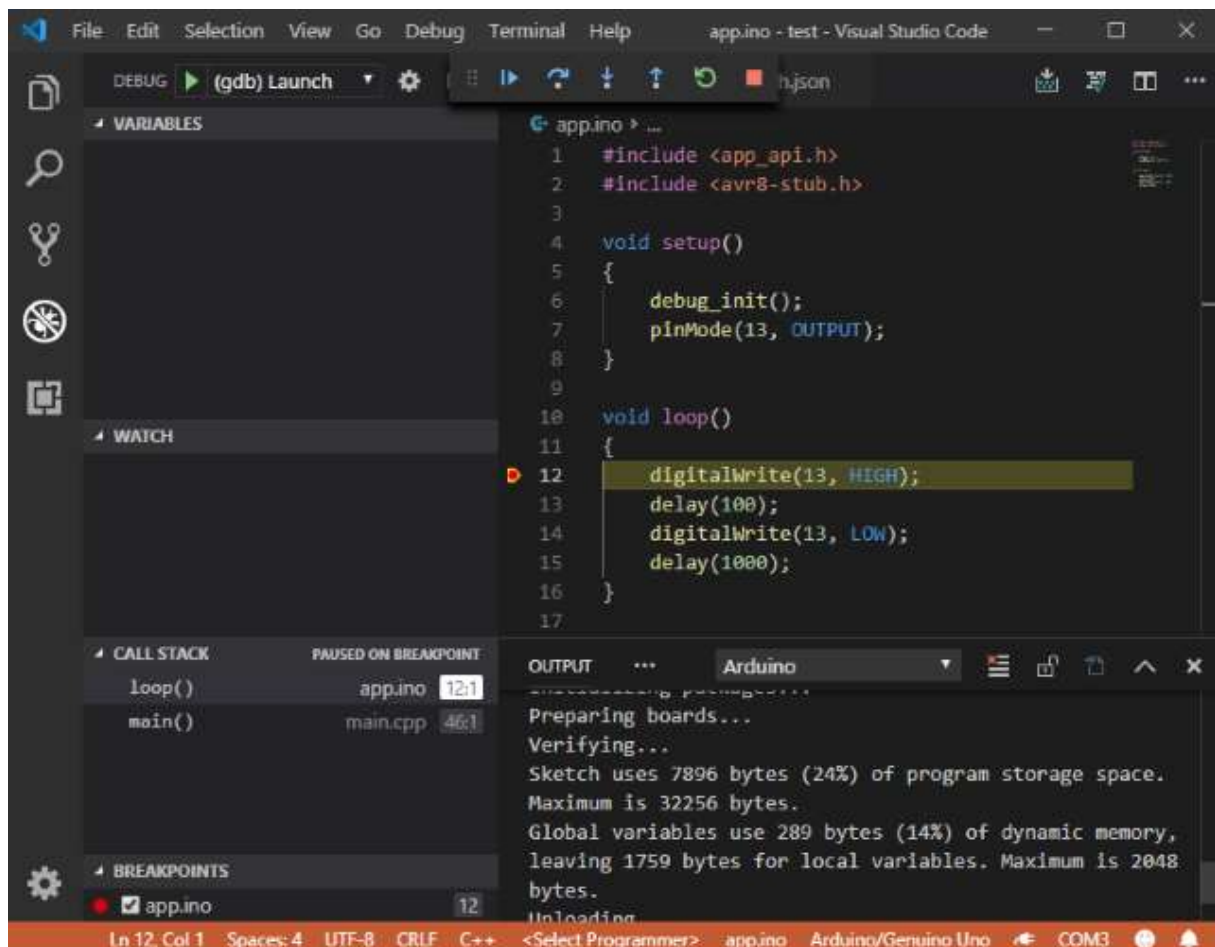 File Edit Selection View Go Debug Terminal Help app.ino - test - Visual Studio Code
DEBUG (gdb) Launch
h.json
VARIABLES
WATCH
CALL STACK PAUSED ON BREAKPOINT
loop() app.ino 12:1
main() main.cpp 46:1
BREAKPOINTS
app.ino 12
app.ino > ...
1 #include <app_api.h>
2 #include <avr8-stub.h>
3
4 void setup()
5 {
6 debug_init();
7 pinMode(13, OUTPUT);
8 }
9
10 void loop()
11 {
12 digitalWrite(13, HIGH);
13 delay(100);
14 digitalWrite(13, LOW);
15 delay(1000);
16 }
17
OUTPUT ... Arduino
Initializing packages...
Preparing boards...
Verifying...
Sketch uses 7896 bytes (24%) of program storage space.
Maximum is 32256 bytes.
Global variables use 289 bytes (14%) of dynamic memory,
leaving 1759 bytes for local variables. Maximum is 2048
bytes.
Uploading
Ln 12, Col 1 Spaces: 4 UTF-8 CRLF C++ <Select Programmer> app.ino Arduino/Genuino Uno COM3